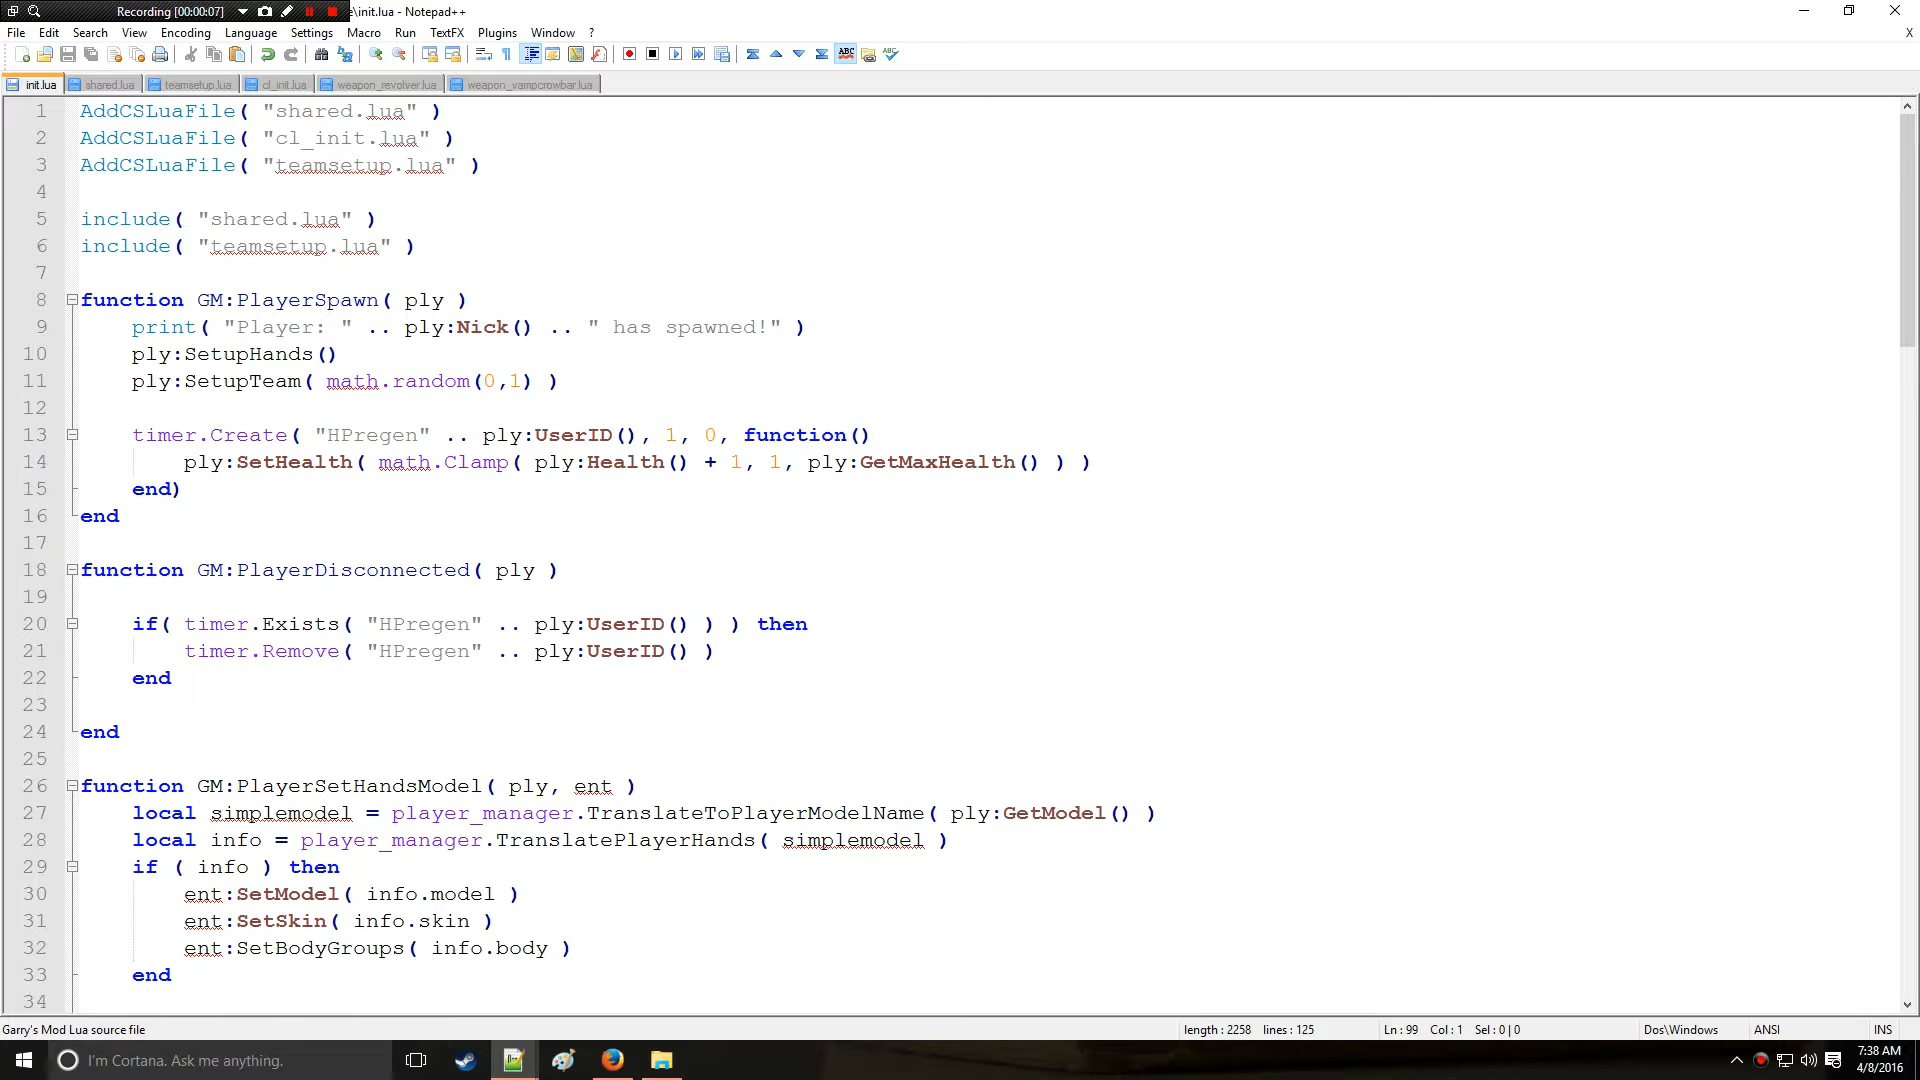 Recording [00:00:07] e\init.lua - Notepad++
File Edit Search View Encoding Language Settings Macro Run TextFX Plugins Window ? X
init.lua shared.lua teamsetup.lua cl_init.lua weapon_revolver.lua weapon_vampcrowbar.lua
1 AddCSLuaFile( "shared.lua" )
2 AddCSLuaFile( "cl_init.lua" )
3 AddCSLuaFile( "teamsetup.lua" )
4
5 include( "shared.lua" )
6 include( "teamsetup.lua" )
7
8 function GM:PlayerSpawn( ply )
9 print( "Player: " .. ply:Nick() .. " has spawned!" )
10 ply:SetupHands()
11 ply:SetupTeam( math.random(0,1) )
12
13 timer.Create( "HPregen" .. ply:UserID(), 1, 0, function()
14 ply:SetHealth( math.Clamp( ply:Health() + 1, 1, ply:GetMaxHealth() ) )
15 end)
16 end
17
18 function GM:PlayerDisconnected( ply )
19
20 if( timer.Exists( "HPregen" .. ply:UserID() ) ) then
21 timer.Remove( "HPregen" .. ply:UserID() )
22 end
23
24 end
25
26 function GM:PlayerSetHandsModel( ply, ent )
27 local simplemodel = player_manager.TranslateToPlayerModelName( ply:GetModel() )
28 local info = player_manager.TranslatePlayerHands( simplemodel )
29 if ( info ) then
30 ent:SetModel( info.model )
31 ent:SetSkin( info.skin )
32 ent:SetBodyGroups( info.body )
33 end
34
Garry's Mod Lua source file length : 2258 lines : 125 Ln : 99 Col : 1 Sel : 0 | 0 Dos\Windows ANSI INS
I'm Cortana. Ask me anything. 7:38 AM
4/8/2016